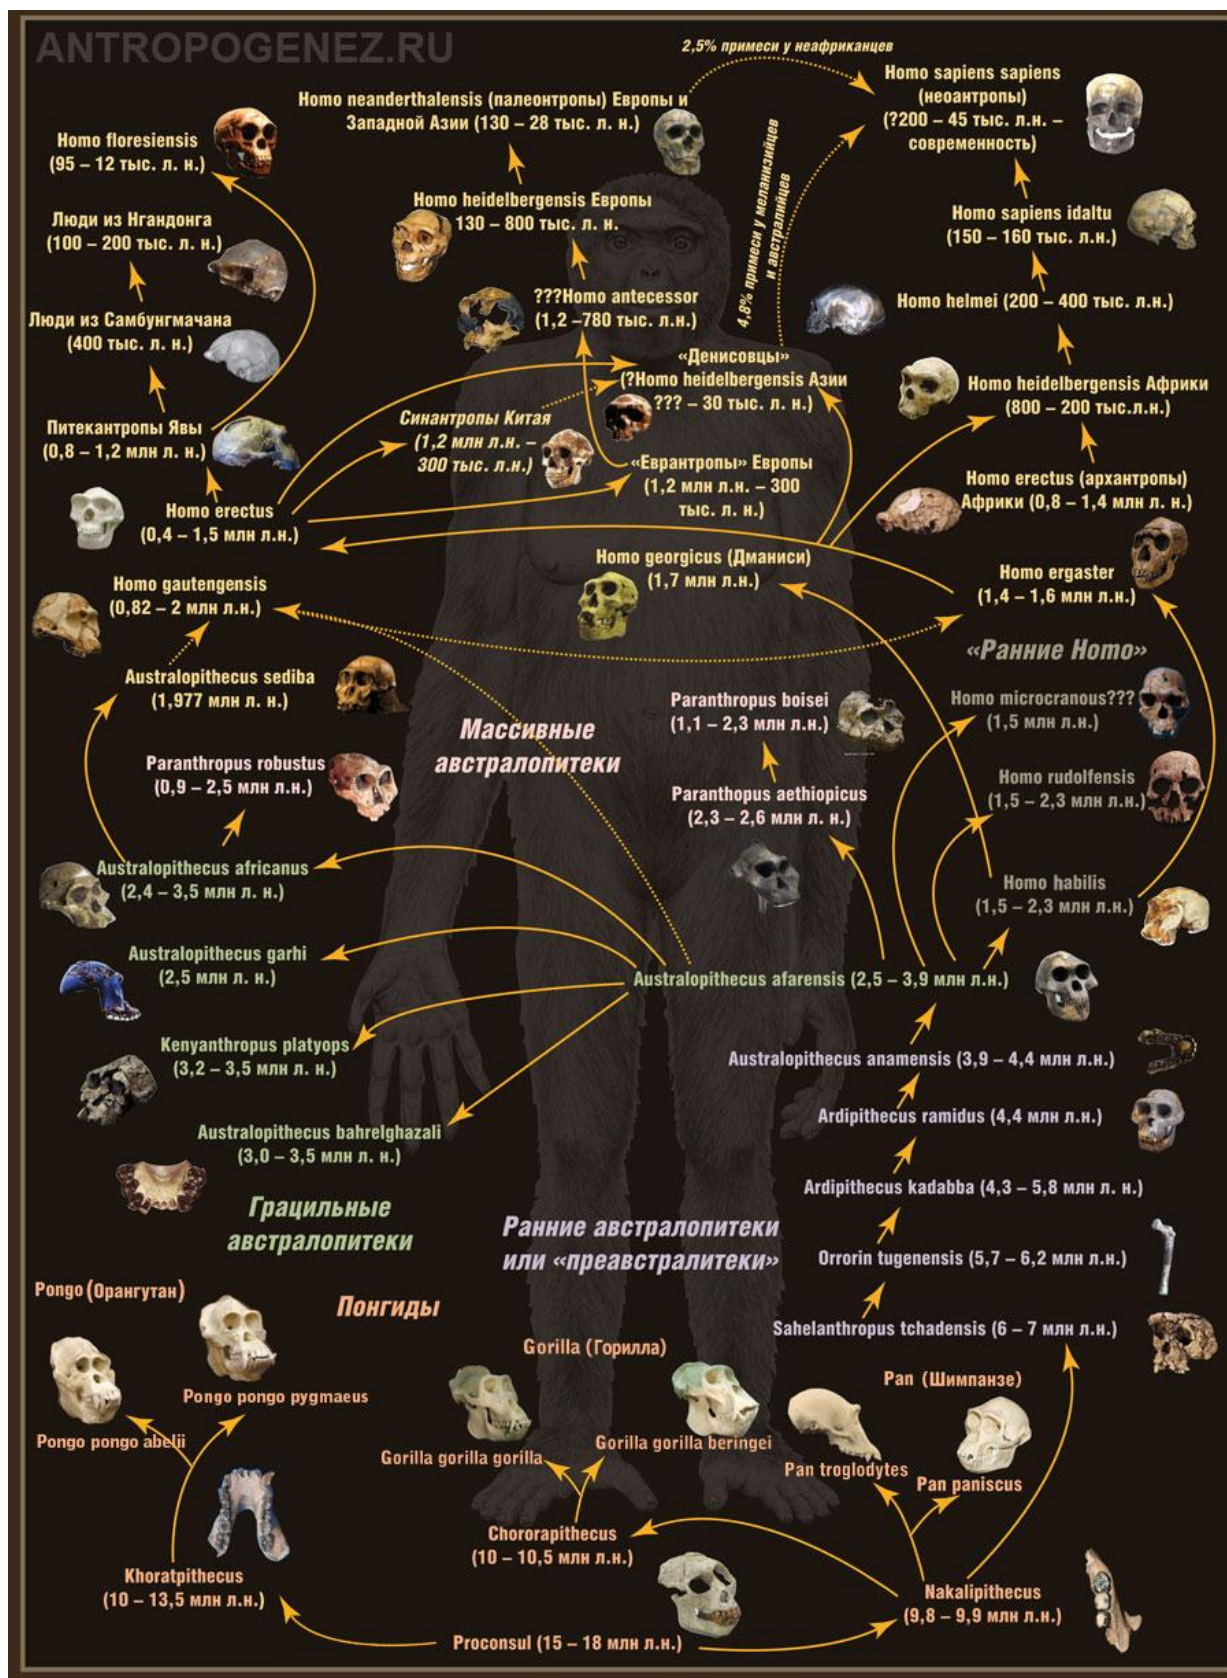 ANTROPOGENEZ.RU
2,5% примеси у неафриканцев
Homo sapiens sapiens
(неоантропы)
(?200 – 45 тыс. л.н. –
современность)
Homo neanderthalensis (палеонтропы) Европы и
Западной Азии (130 – 28 тыс. л.н. )
Homo floresiensis
(95 – 12 тыс. л. н.)
Homo heidelbergensis Европы
130 – 800 тыс. л. н.
4,8% примеси у меланизийцев
и австралийцев
Homo sapiens idaltu
(150 – 160 тыс. л.н.)
Люди из Нгандонга
(100 – 200 тыс. л. н.)
???Homo antecessor
(1,2 –780 тыс. л.н.)
Homo helmei (200 – 400 тыс.л.н.)
Люди из Самбунгмачана
(400 тыс. л. н.)
«Денисовцы»
(?Homo heidelbergensis Азии
??? – 30 тыс. л. н.)
Homo heidelbergensis Африки
(800 – 200 тыс.л.н.)
Питекантропы Явы
(0,8 – 1,2 млн л.н.)
Синантропы Китая
(1,2 млн л.н. –
300 тыс. л.н.)
«Еврантропы» Европы
(1,2 млн л.н. – 300
тыс. л. н.)
Homo erectus (архантропы)
Африки (0,8 – 1,4 млн л. н.)
Homo erectus
(0,4 – 1,5 млн л.н.)
Homo georgicus (Дманиси)
(1,7 млн л.н.)
Homo ergaster
(1,4 – 1,6 млн л.н.)
Homo gautengensis
(0,82 – 2 млн л.н.)
«Ранние Homo»
Australopithecus sediba
(1,977 млн л. н.)
Homo microcranous???
(1,5 млн л.н.)
Paranthropus boisei
(1,1 – 2,3 млн л.н.)
Массивные
австралопитеки
Paranthropus robustus
(0,9 – 2,5 млн л.н.)
Homo rudolfensis
(1,5 – 2,3 млн л.н.)
Paranthopus aethiopicus
(2,3 – 2,6 млн л. н.)
Australopithecus africanus
(2,4 – 3,5 млн л. н.)
Homo habilis
(1,5 – 2,3 млн л.н.)
Australopithecus garhi
(2,5 млн л. н.)
Australopithecus afarensis (2,5 – 3,9 млн л.н.)
Kenyanthropus platyops
(3,2 – 3,5 млн л. н.)
Australopithecus anamensis (3,9 – 4,4 млн л.н.)
Ardipithecus ramidus (4,4 млн л.н.)
Australopithecus bahrelghazali
(3,0 – 3,5 млн л. н.)
Ardipithecus kadabba (4,3 – 5,8 млн л. н.)
Грацильные
австралопитеки
Ранние австралопитеки
или «преавстралитеки»
Orrorin tugenensis (5,7 – 6,2 млн л.н.)
Pongo (Орангутан)
Понгиды
Sahelanthropus tchadensis (6 – 7 млн л.н.)
Gorilla (Горилла)
Pan (Шимпанзе)
Pongo pongo pygmaeus
Pongo pongo abelii
Gorilla gorilla gorilla
Gorilla gorilla beringei
Pan troglodytes
Pan paniscus
Chororapithecus
(10 – 10,5 млн л.н.)
Khoratpithecus
(10 – 13,5 млн л.н.)
Nakalipithecus
(9,8 – 9,9 млн л.н.)
Proconsul (15 – 18 млн л.н.)